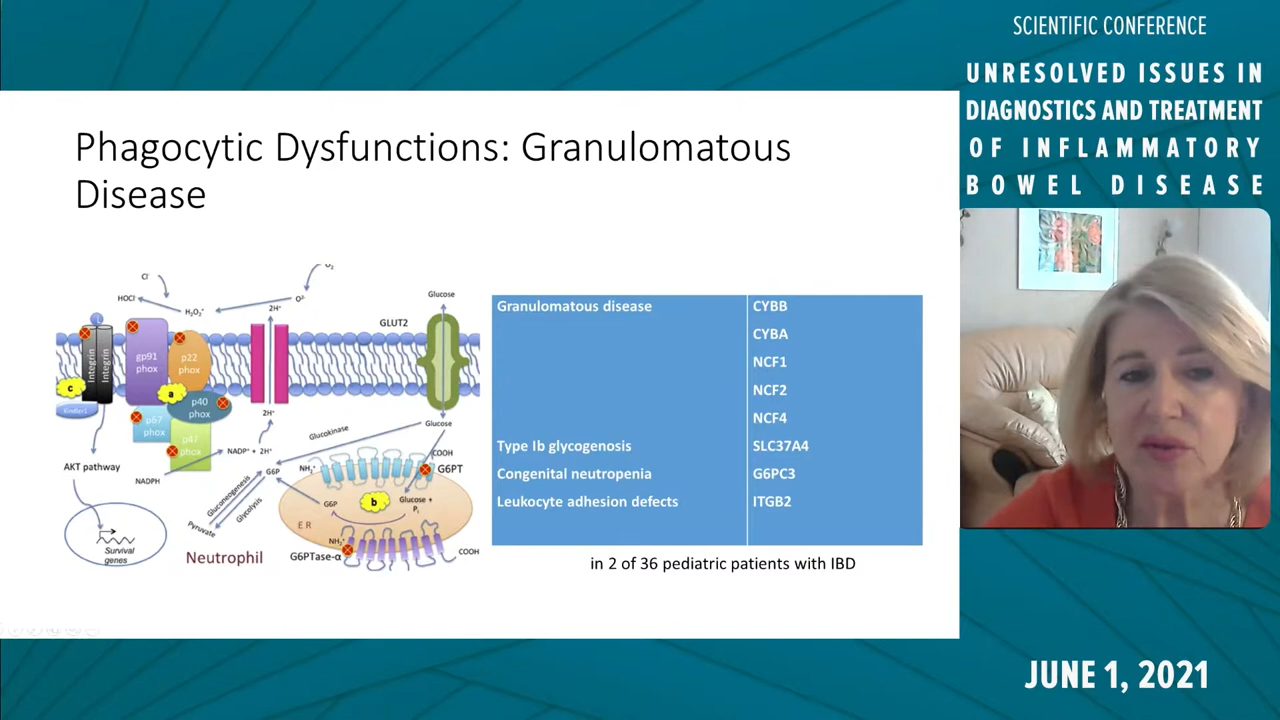 SCIENTIFIC CONFERENCE
UNRESOLVED ISSUES IN
DIAGNOSTICS AND TREATMENT
OF INFLAMMATORY
BOWEL DISEASE
Phagocytic Dysfunctions: Granulomatous
Disease
Cl⁻
HOCl
H₂O₂⁺
O²⁻
O₂
2H⁺
GLUT2
Glucose
Integrin
Integrin
gp91
phox
p22
phox
c
a
Kindler1
p40
phox
p67
phox
p47
phox
2H⁺
Glucose
AKT pathway
NADPH
NADP⁺ + 2H⁺
Glucokinase
G6P
NH₃⁺
COOH
G6PT
Gluconeogenesis
Glycolysis
Pyruvate
G6P
b
Glucose +
Pᵢ
ER
Survival
genes
Neutrophil
NH₃⁺
G6PTase-α
COOH
Granulomatous disease CYBB
CYBA
NCF1
NCF2
NCF4
Type Ib glycogenosis SLC37A4
Congenital neutropenia G6PC3
Leukocyte adhesion defects ITGB2
in 2 of 36 pediatric patients with IBD
JUNE 1, 2021